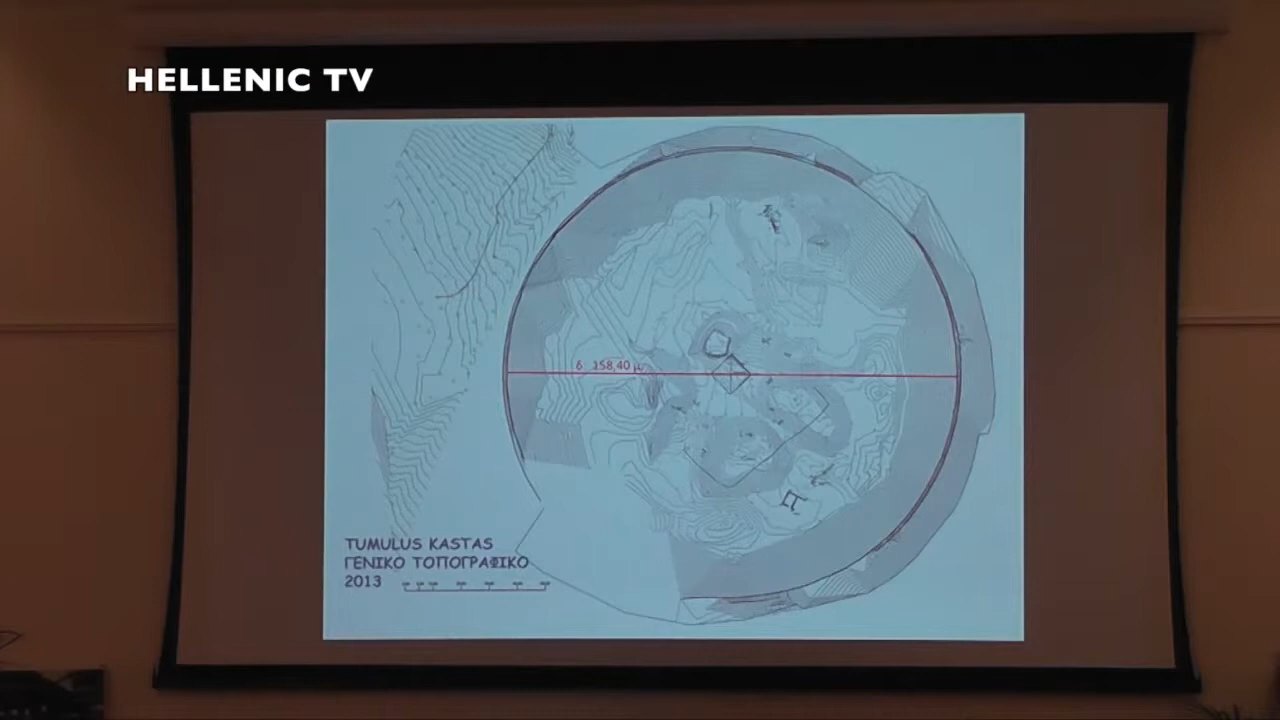 HELLENIC TV
δ 158,40 μ
TUMULUS KASTAS
ΓΕΝΙΚΟ ΤΟΠΟΓΡΑΦΙΚΟ
2013